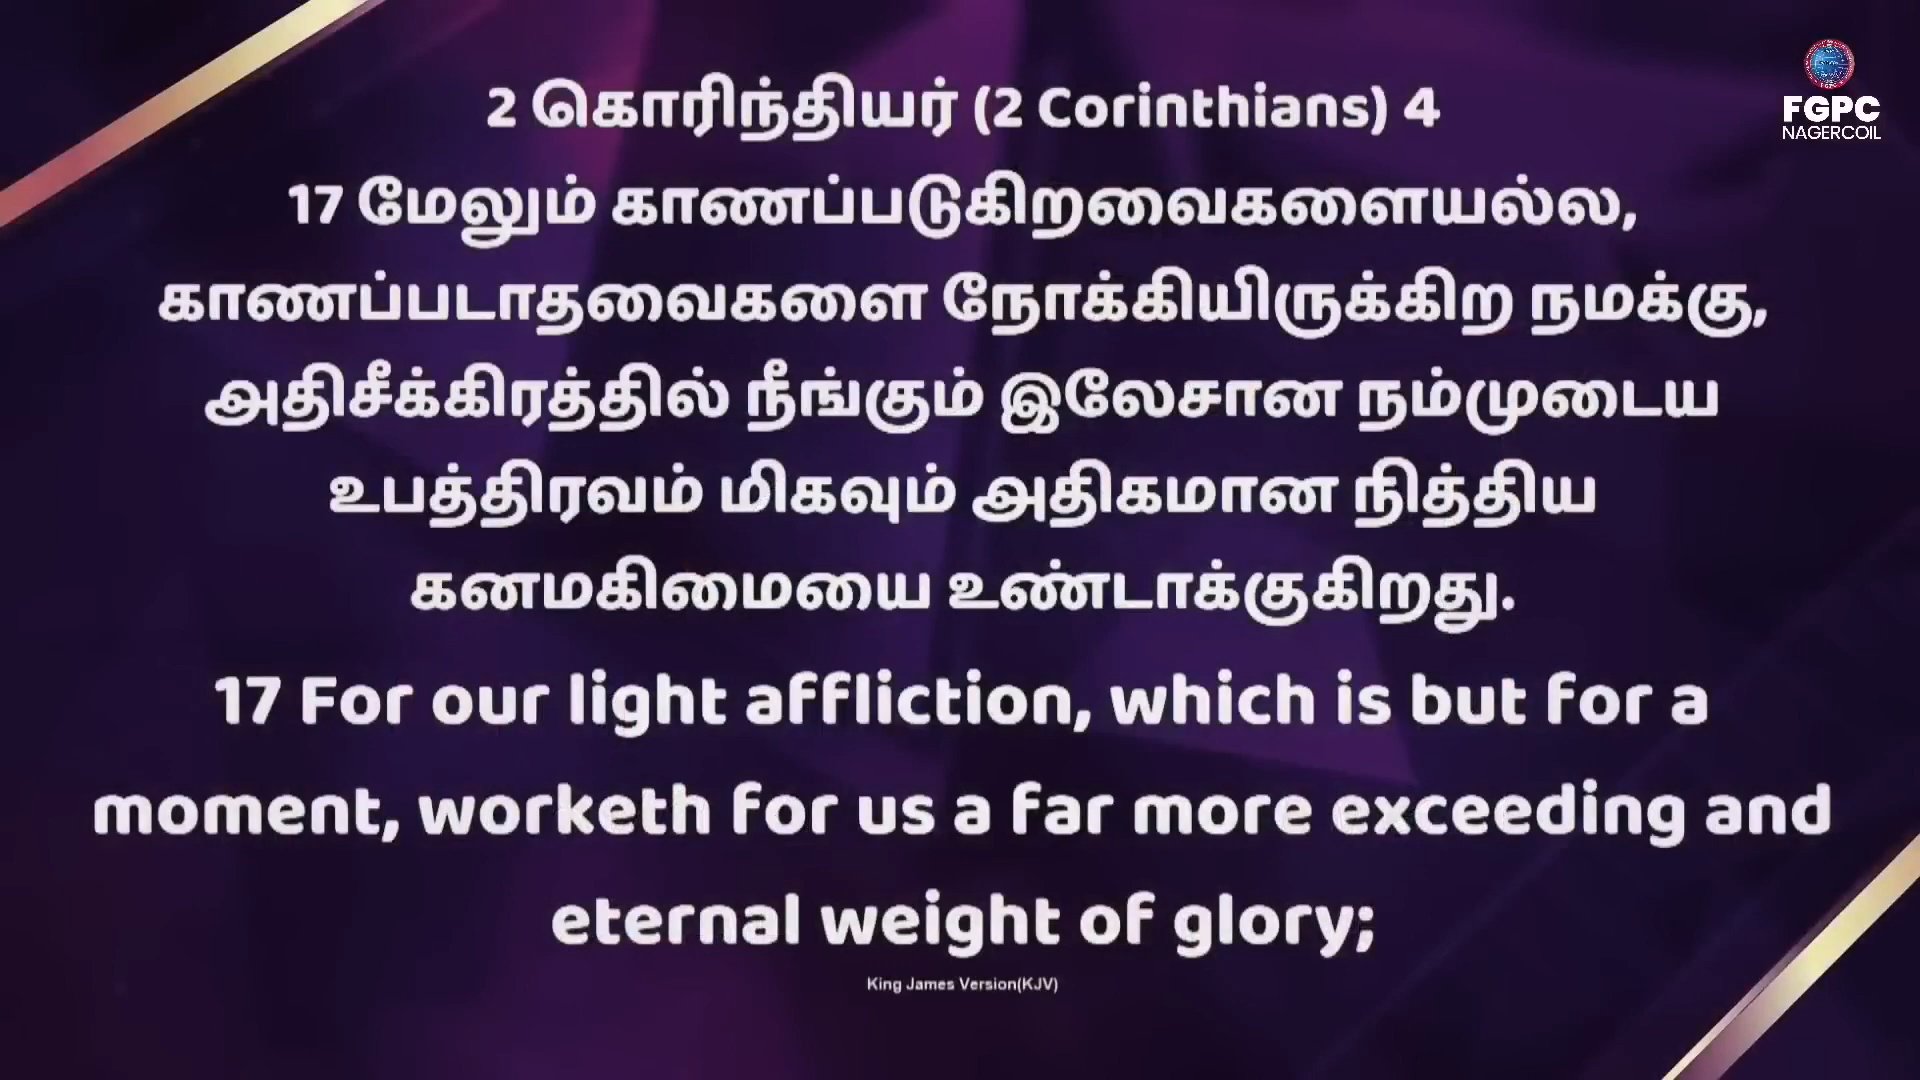 2 கொரிந்தியர் (2 Corinthians) 4
17 மேலும் காணப்படுகிறவைகளையல்ல,
காணப்படாதவைகளை நோக்கியிருக்கிற நமக்கு,
அதிசீக்கிரத்தில் நீங்கும் இலேசான நம்முடைய
உபத்திரவம் மிகவும் அதிகமான நித்திய
கனமகிமையை உண்டாக்குகிறது.
17 For our light affliction, which is but for a
moment, worketh for us a far more exceeding and
eternal weight of glory;
King James Version(KJV)
FGPC
NAGERCOIL